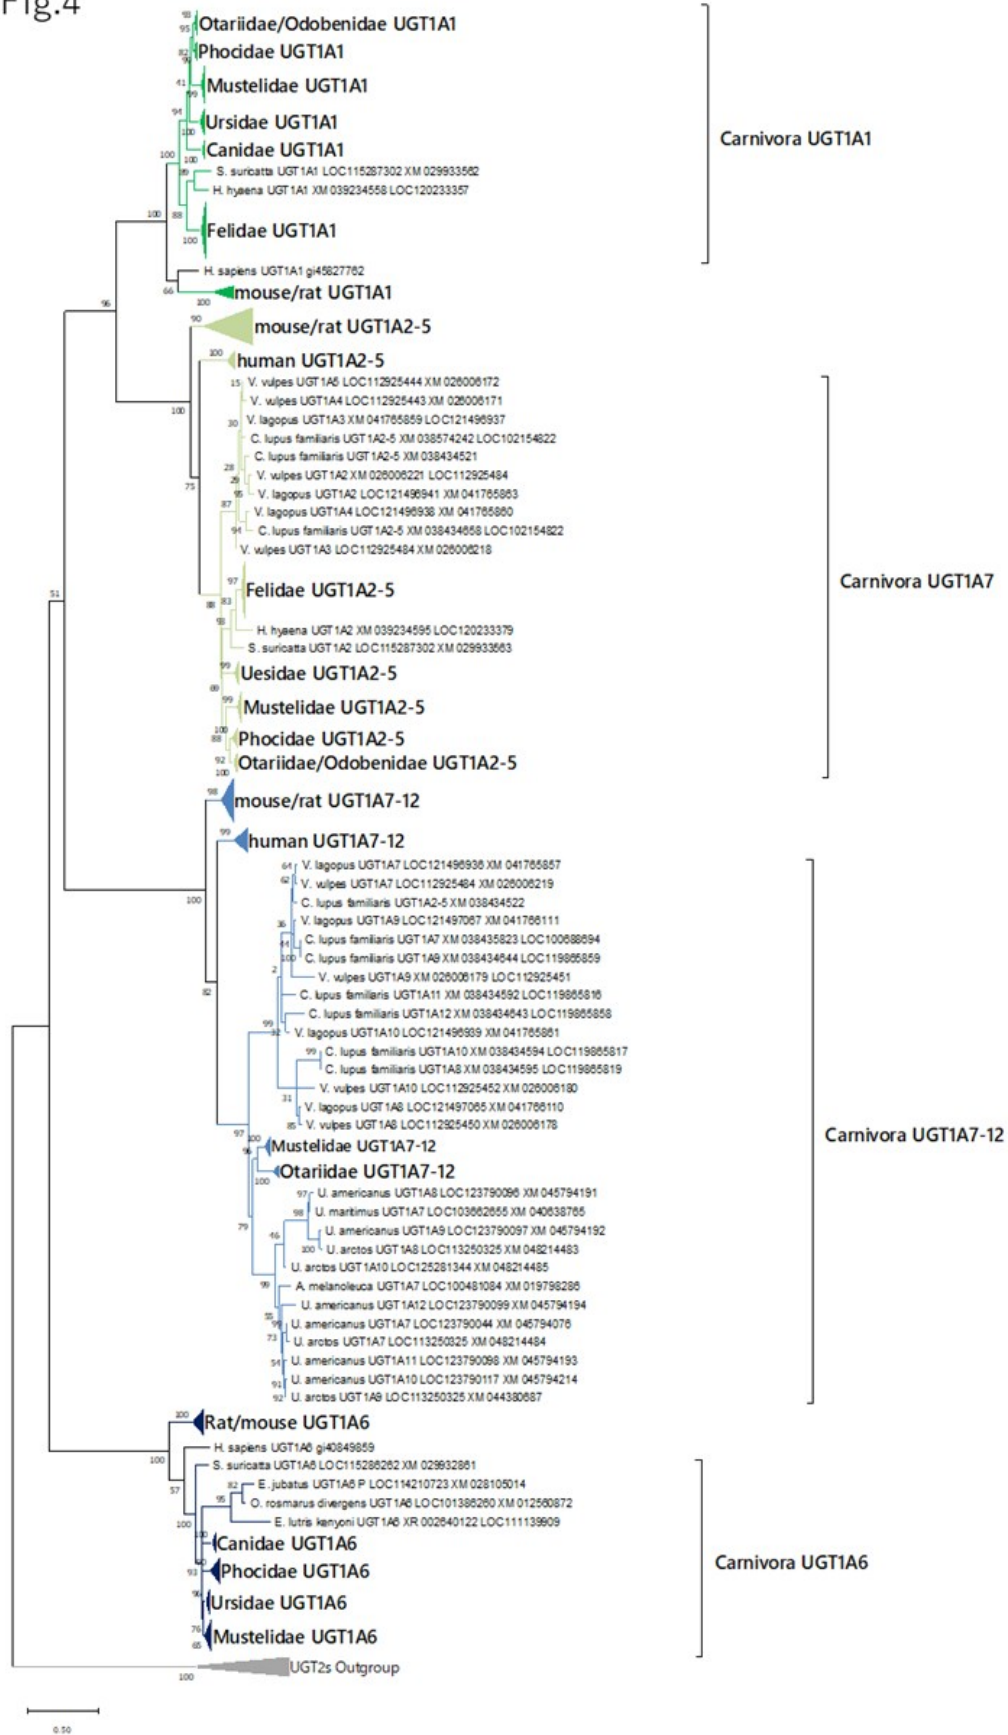 Fig.4
Otariidae/Odobenidae UGT1A1
Phocidae UGT1A1
Mustelidae UGT1A1
Ursidae UGT1A1
Carnivora UGT1A1
Canidae UGT1A1
S. suricatta UGT1A1 LOC115287302 XM 029933562
H. hyaena UGT1A1 XM 039234558 LOC120233357
Felidae UGT1A1
H. sapiens UGT1A1 gi45827762
mouse/rat UGT1A1
mouse/rat UGT1A2-5
human UGT1A2-5
V. vulpes UGT1A5 LOC112925444 XM 026006172
V. vulpes UGT1A4 LOC112925443 XM 026006171
V. lagopus UGT1A3 XM 041765859 LOC121496937
C. lupus familiaris UGT1A2-5 XM 038574242 LOC102154822
C. lupus familiaris UGT1A2-5 XM 038434521
V. vulpes UGT1A2 XM 026006221 LOC112925484
V. lagopus UGT1A2 LOC121496941 XM 041765863
V. lagopus UGT1A4 LOC121496938 XM 041765860
C. lupus familiaris UGT1A2-5 XM 038434658 LOC102154822
V. vulpes UGT1A3 LOC112925484 XM 026006218
Carnivora UGT1A7
Felidae UGT1A2-5
H. hyaena UGT1A2 XM 039234595 LOC120233379
S. suricatta UGT1A2 LOC115287302 XM 029933563
Uesidae UGT1A2-5
Mustelidae UGT1A2-5
Phocidae UGT1A2-5
Otariidae/Odobenidae UGT1A2-5
mouse/rat UGT1A7-12
human UGT1A7-12
V. lagopus UGT1A7 LOC121496936 XM 041765857
V. vulpes UGT1A7 LOC112925484 XM 026006219
C. lupus familiaris UGT1A2-5 XM 038434522
V. lagopus UGT1A9 LOC121497067 XM 041766111
C. lupus familiaris UGT1A7 XM 038435823 LOC100688694
C. lupus familiaris UGT1A9 XM 038434644 LOC119865859
V. vulpes UGT1A9 XM 026006179 LOC112925451
C. lupus familiaris UGT1A11 XM 038434592 LOC119865816
C. lupus familiaris UGT1A12 XM 038434643 LOC119865858
V. lagopus UGT1A10 LOC121496939 XM 041765861
C. lupus familiaris UGT1A10 XM 038434594 LOC119865817
C. lupus familiaris UGT1A8 XM 038434595 LOC119865819
V. vulpes UGT1A10 LOC112925452 XM 026006180
V. lagopus UGT1A8 LOC121497065 XM 041766110
V. vulpes UGT1A8 LOC112925450 XM 026006178
Carnivora UGT1A7-12
Mustelidae UGT1A7-12
Otariidae UGT1A7-12
U. americanus UGT1A8 LOC123790096 XM 045794191
U. maritimus UGT1A7 LOC103662655 XM 040638765
U. americanus UGT1A9 LOC123790097 XM 045794192
U. arctos UGT1A8 LOC113250325 XM 048214483
U. arctos UGT1A10 LOC125281344 XM 048214485
A. melanoleuca UGT1A7 LOC100481084 XM 019798286
U. americanus UGT1A12 LOC123790099 XM 045794194
U. americanus UGT1A7 LOC123790044 XM 045794076
U. arctos UGT1A7 LOC113250325 XM 048214484
U. americanus UGT1A11 LOC123790098 XM 045794193
U. americanus UGT1A10 LOC123790117 XM 045794214
U. arctos UGT1A9 LOC113250325 XM 044380687
Rat/mouse UGT1A6
H. sapiens UGT1A6 gi40849859
S. suricatta UGT1A6 LOC115286262 XM 029932861
E. jubatus UGT1A6 P LOC114210723 XM 028105014
O. rosmarus divergens UGT1A6 LOC101386260 XM 012560872
E. lutris kenyoni UGT1A6 XR 002640122 LOC111139909
Canidae UGT1A6
Carnivora UGT1A6
Phocidae UGT1A6
Ursidae UGT1A6
Mustelidae UGT1A6
UGT2s Outgroup
100
0.50